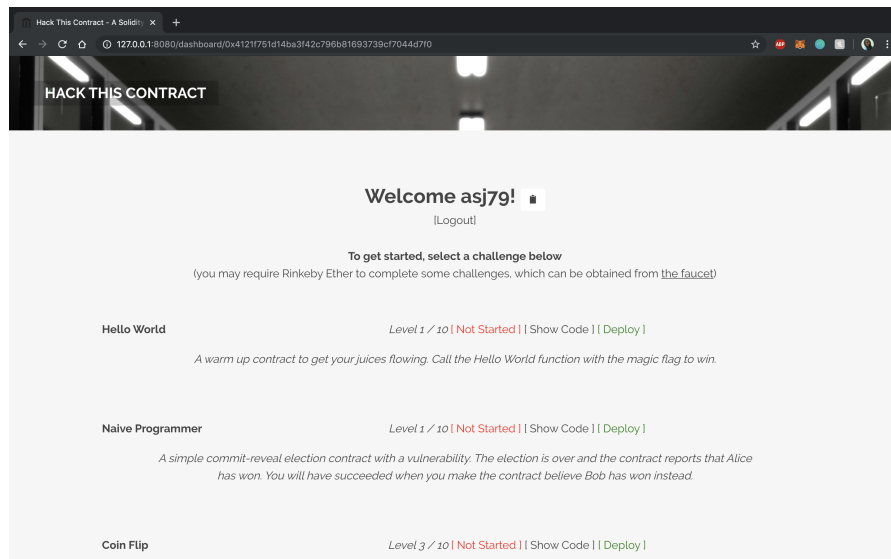 Hack This Contract - A Solidity
127.0.0.1:8080/dashboard/0x4121f751d14ba3f42c796b81693739cf7044d7f0
ABP
HACK THIS CONTRACT
Welcome asj79!
[Logout]
To get started, select a challenge below
(you may require Rinkeby Ether to complete some challenges, which can be obtained from the faucet)
Hello World Level 1 / 10 [ Not Started ] [ Show Code ] [ Deploy ]
A warm up contract to get your juices flowing. Call the Hello World function with the magic flag to win.
Naive Programmer Level 1 / 10 [ Not Started ] [ Show Code ] [ Deploy ]
A simple commit-reveal election contract with a vulnerability. The election is over and the contract reports that Alice
has won. You will have succeeded when you make the contract believe Bob has won instead.
Coin Flip Level 3 / 10 [ Not Started ] [ Show Code ] [ Deploy ]